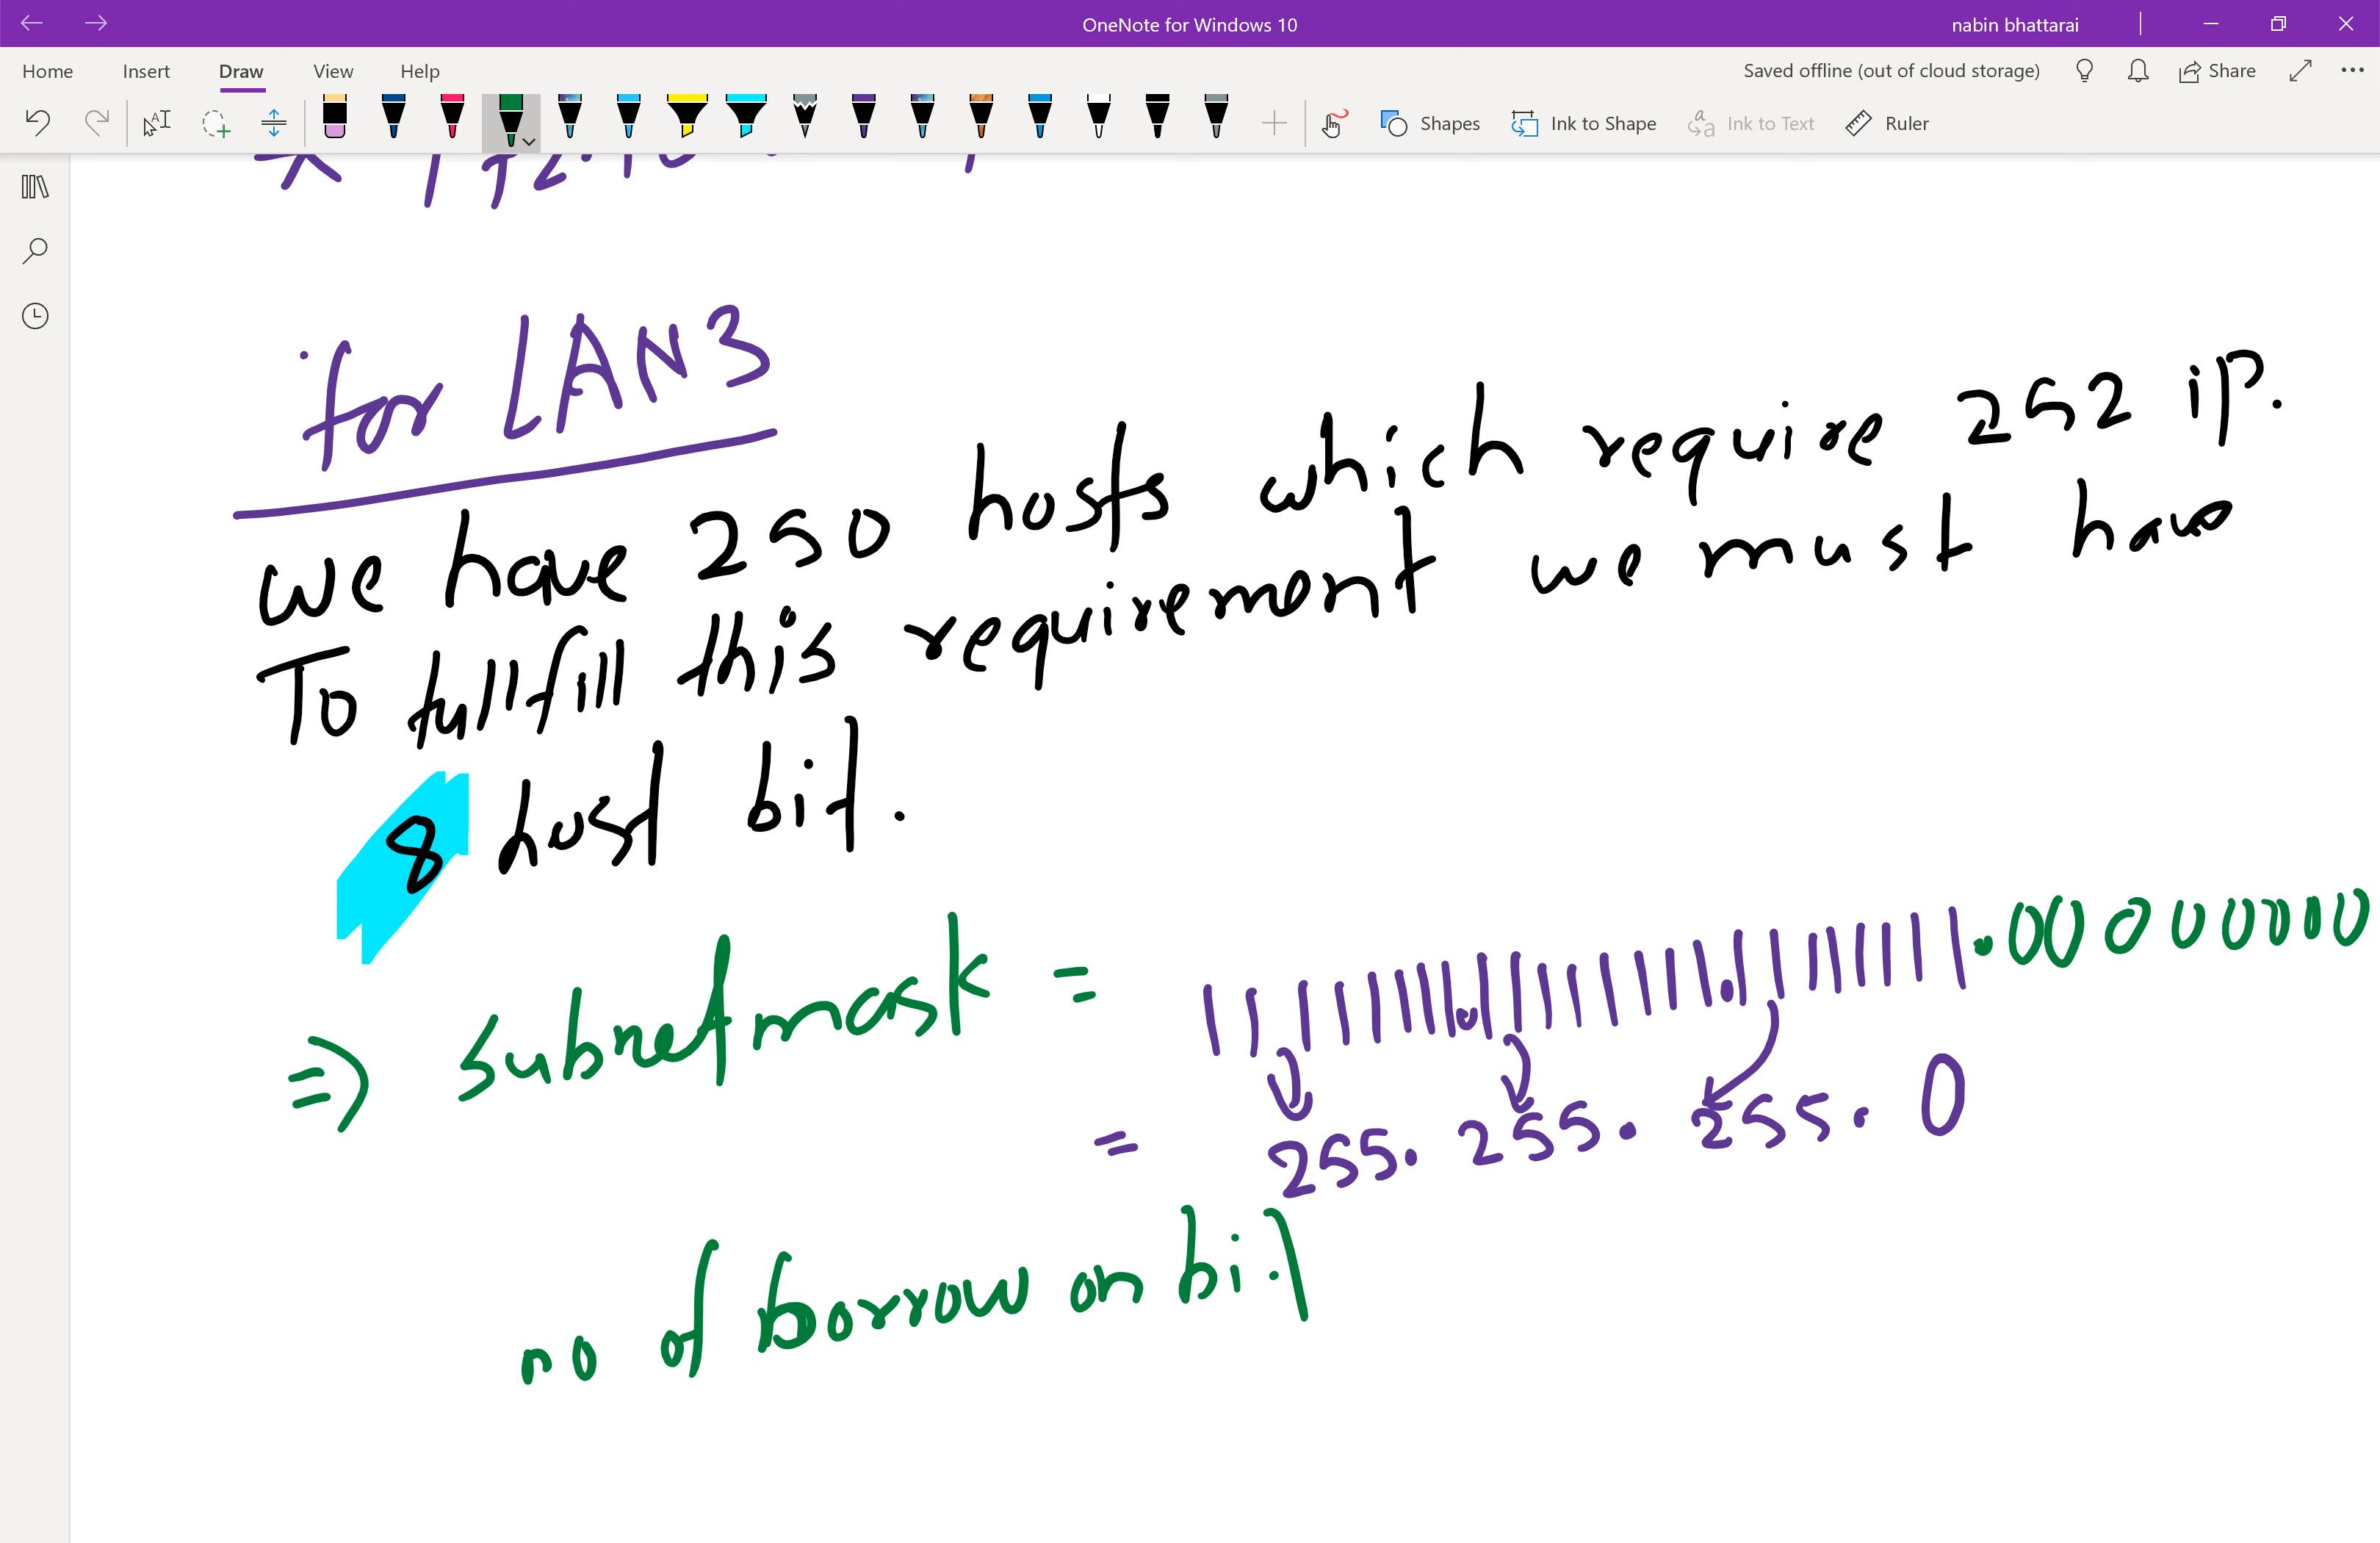 OneNote for Windows 10
nabin bhattarai
Home Insert Draw View Help
Saved offline (out of cloud storage)
Share
Shapes Ink to Shape Ink to Text Ruler
for LAN3
we have 250 hosts which require 252 iP.
To fullfill this requirement we must have
8 host bit.
⇒ subnetmask = 11111111.11111111.11111111.00000000
= 255.255.255.0
no of borrow on bit